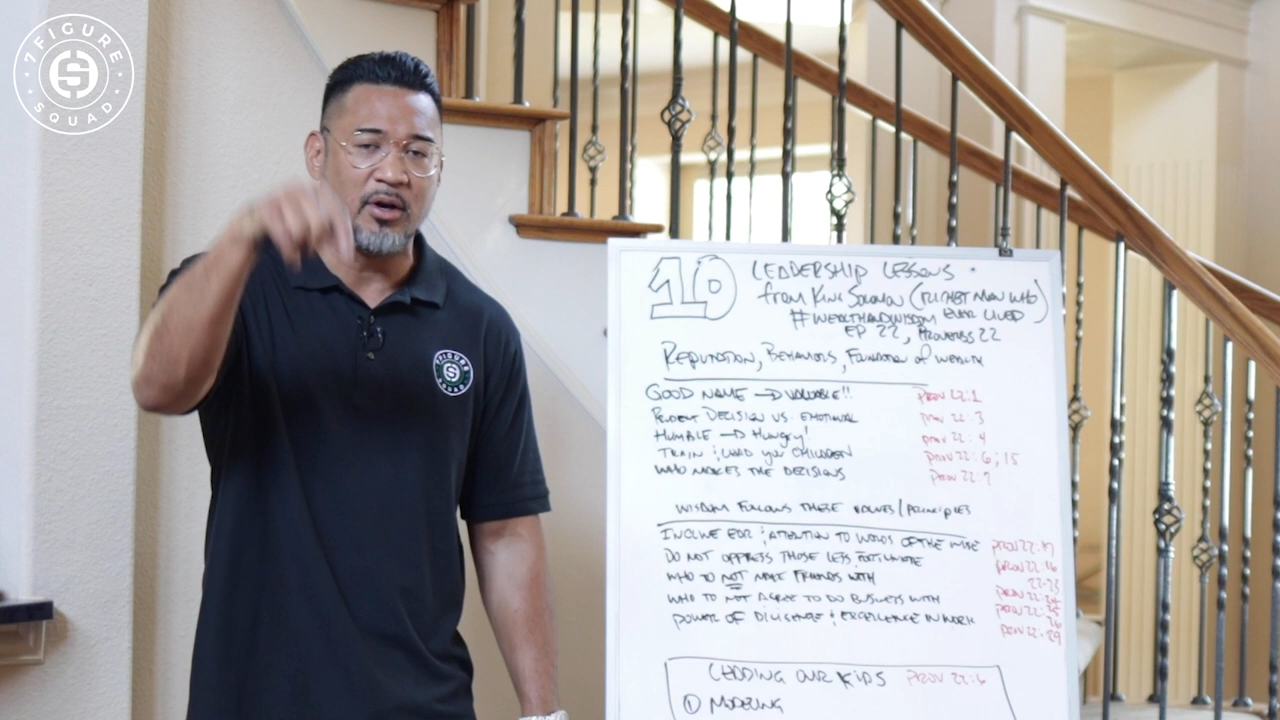 7FIGURE SQUAD
7FIGURE SQUAD
10 LEADERSHIP LESSONS
from KING SOLOMON (RICHEST MAN WHO
#WEALTHANDWISDOM EVER LIVED)
EP 22, PROVERBS 22
REPUTATION, BEHAVIORS, FOUNDATION OF WEALTH
GOOD NAME → VALUABLE!! PROV 22:1
PRUDENT DECISION VS. EMOTIONAL PROV 22:3
HUMBLE → HUNGRY! PROV 22:4
TRAIN & LEAD YOUR CHILDREN PROV 22:6, 15
WHO MAKES THE DECISIONS PROV 22:7
WISDOM FOLLOWS THESE VALUES/PRINCIPLES
INCLINE EAR & ATTENTION TO WORDS OF THE WISE PROV 22:17
DO NOT OPPRESS THOSE LESS FORTUNATE PROV 22:16
22-23
WHO TO NOT MAKE FRIENDS WITH PROV 22:24
WHO TO NOT AGREE TO DO BUSINESS WITH PROV 22:25
26
POWER OF DILIGENCE & EXCELLENCE IN WORK PROV 22:29
LEADING OUR KIDS PROV 22:6
① MODELING